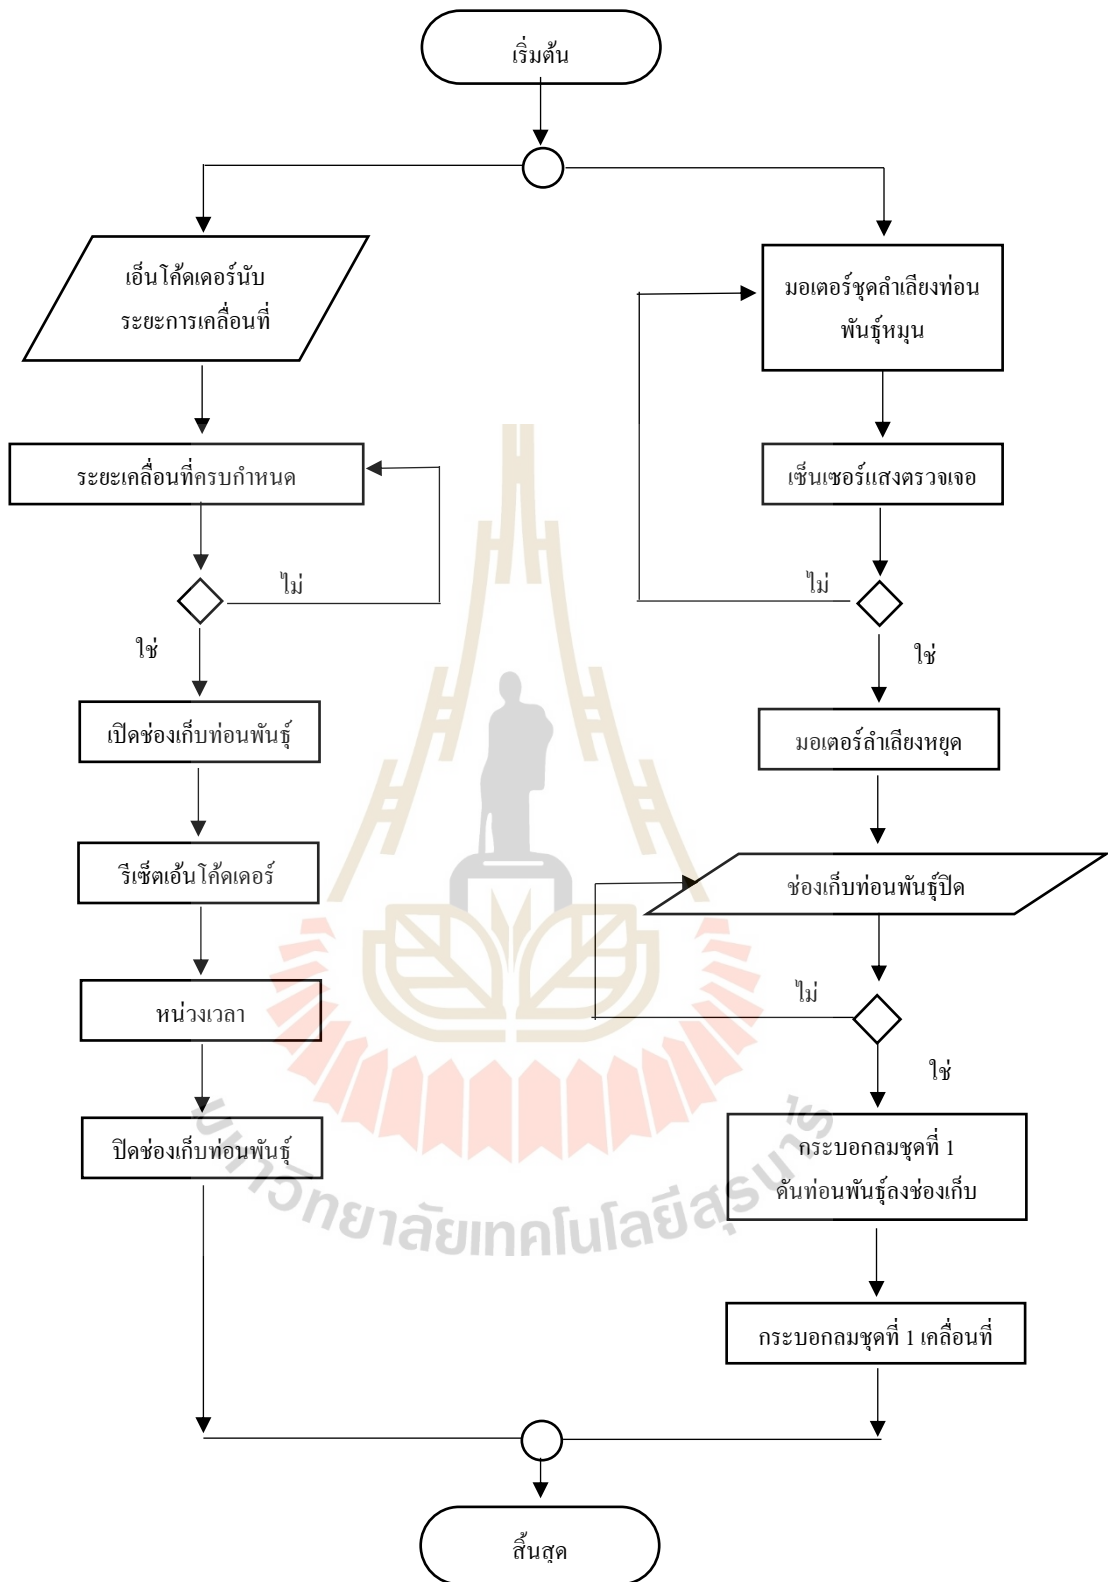 เริ่มต้น
เอ็นโค้ดเดอร์นับ
ระยะการเคลื่อนที่
ระยะเคลื่อนที่ครบกำหนด
ไม่
ใช่
เปิดช่องเก็บท่อนพันธุ์
รีเซ็ตเอ้นโค้ดเดอร์
หน่วงเวลา
ปิดช่องเก็บท่อนพันธุ์
มอเตอร์ชุดลำเลียงท่อน
พันธุ์หมุน
เซ็นเซอร์แสงตรวจเจอ
ไม่
ใช่
มอเตอร์ลำเลียงหยุด
ช่องเก็บท่อนพันธุ์ปิด
ไม่
ใช่
กระบอกลมชุดที่ 1
ดันท่อนพันธุ์ลงช่องเก็บ
กระบอกลมชุดที่ 1 เคลื่อนที่
สิ้นสุด
มหาวิทยาลัยเทคโนโลยีสุรนารี